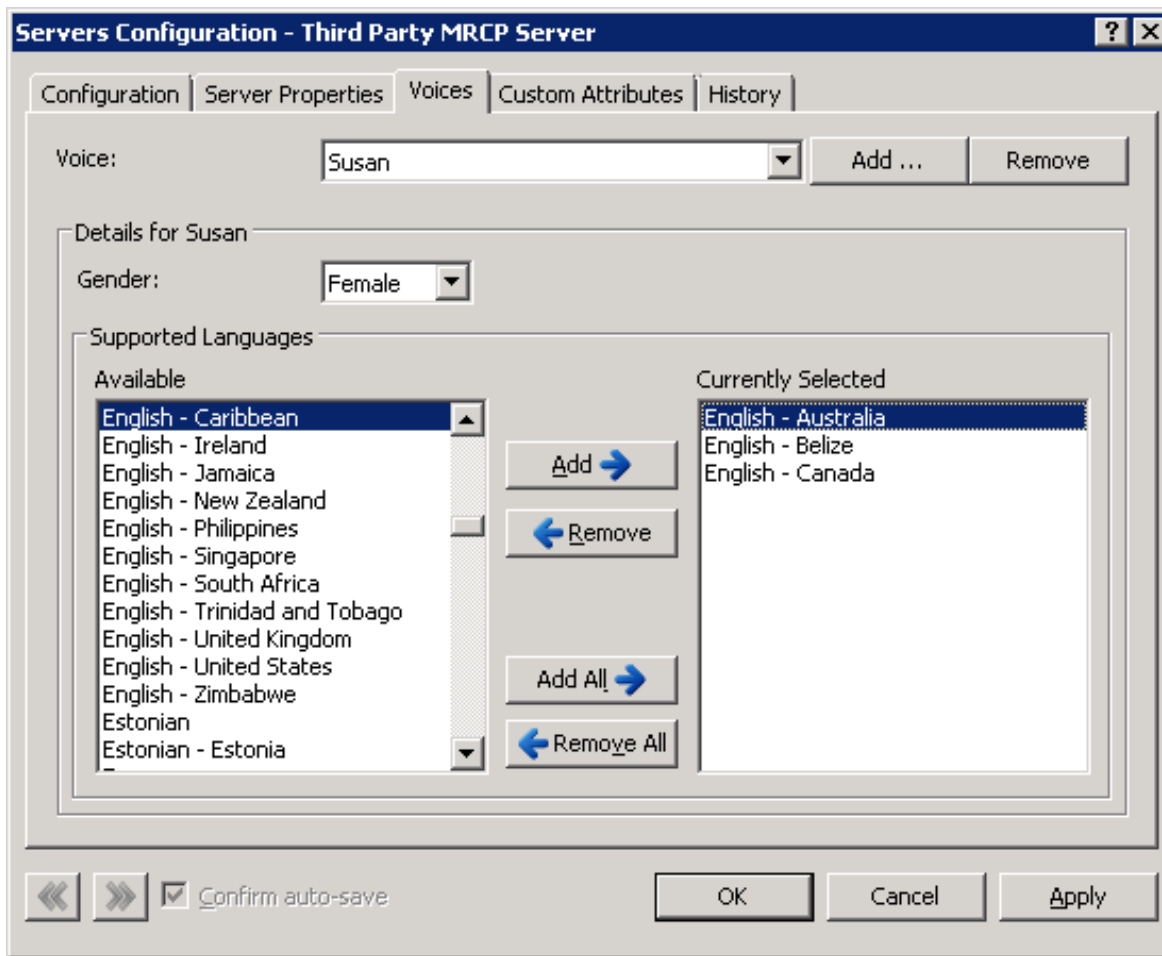 Servers Configuration - Third Party MRCP Server
Configuration Server Properties Voices Custom Attributes History
Voice: Susan Add ... Remove
Details for Susan
Gender: Female
Supported Languages
Available
English - Caribbean
English - Ireland
English - Jamaica
English - New Zealand
English - Philippines
English - Singapore
English - South Africa
English - Trinidad and Tobago
English - United Kingdom
English - United States
English - Zimbabwe
Estonian
Estonian - Estonia
Add
Remove
Add All
Remove All
Currently Selected
English - Australia
English - Belize
English - Canada
Confirm auto-save OK Cancel Apply